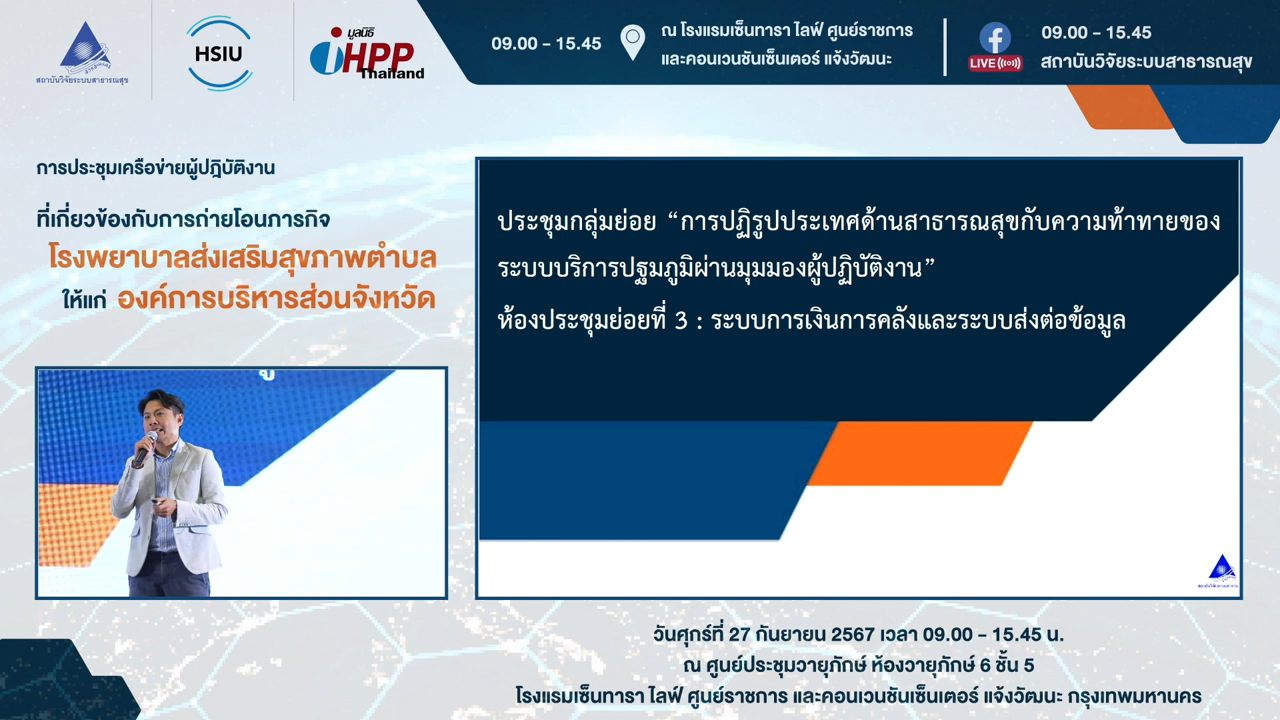 สถาบันวิจัยระบบสาธารณสุข
HSIU
มูลนิธิ
iHPP
Thailand
09.00 - 15.45
ณ โรงแรมเซ็นทารา ไลฟ์ ศูนย์ราชการ
และคอนเวนชันเซ็นเตอร์ แจ้งวัฒนะ
LIVE
09.00 - 15.45
สถาบันวิจัยระบบสาธารณสุข
การประชุมเครือข่ายผู้ปฏิบัติงาน
ที่เกี่ยวข้องกับการถ่ายโอนภารกิจ
โรงพยาบาลส่งเสริมสุขภาพตำบล
ให้แก่ องค์การบริหารส่วนจังหวัด
ประชุมกลุ่มย่อย “การปฏิรูปประเทศด้านสาธารณสุขกับความท้าทายของ
ระบบบริการปฐมภูมิผ่านมุมมองผู้ปฏิบัติงาน”
ห้องประชุมย่อยที่ 3 : ระบบการเงินการคลังและระบบส่งต่อข้อมูล
วันศุกร์ที่ 27 กันยายน 2567 เวลา 09.00 - 15.45 น.
ณ ศูนย์ประชุมวายุภักษ์ ห้องวายุภักษ์ 6 ชั้น 5
โรงแรมเซ็นทารา ไลฟ์ ศูนย์ราชการ และคอนเวนชันเซ็นเตอร์ แจ้งวัฒนะ กรุงเทพมหานคร